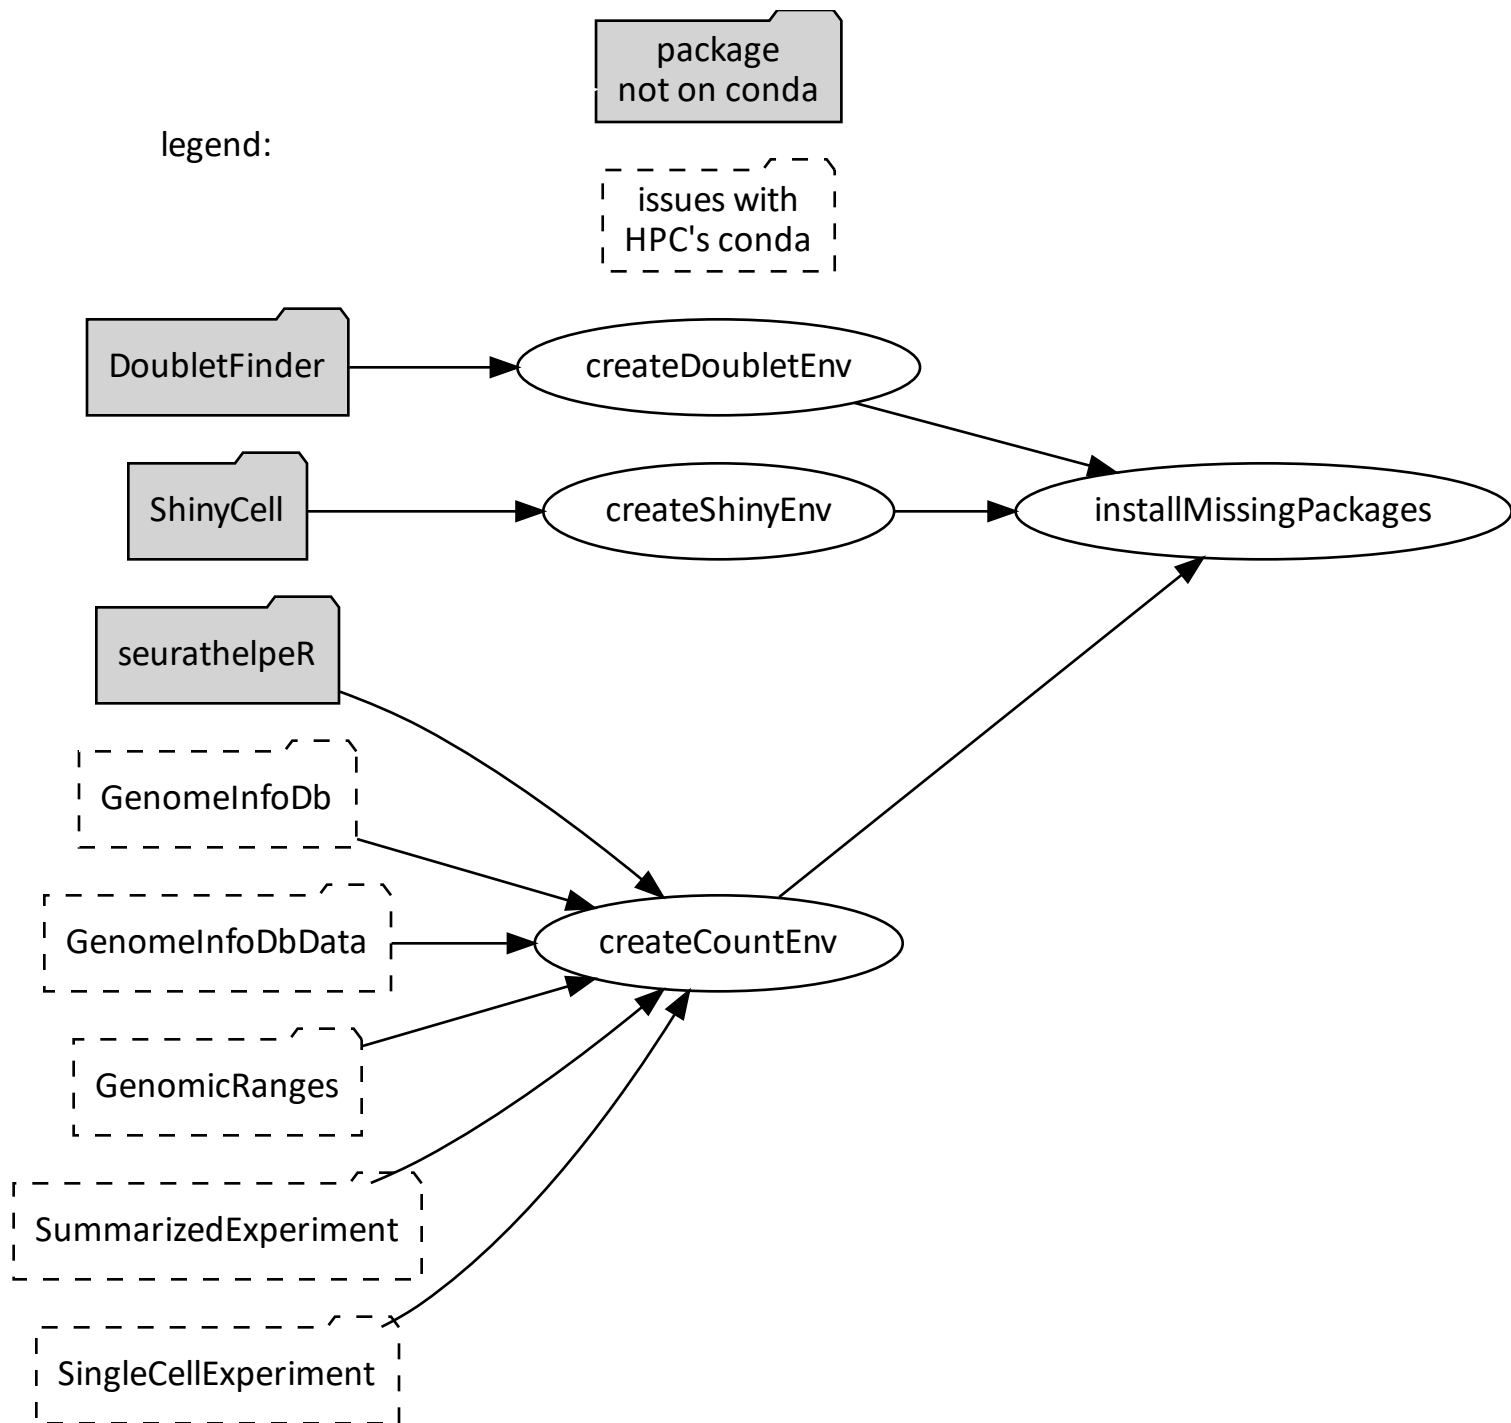 package
not on conda
legend:
issues with
HPC's conda
DoubletFinder
createDoubletEnv
ShinyCell
createShinyEnv
installMissingPackages
seurathelpeR
GenomeInfoDb
GenomeInfoDbData
createCountEnv
GenomicRanges
SummarizedExperiment
SingleCellExperiment